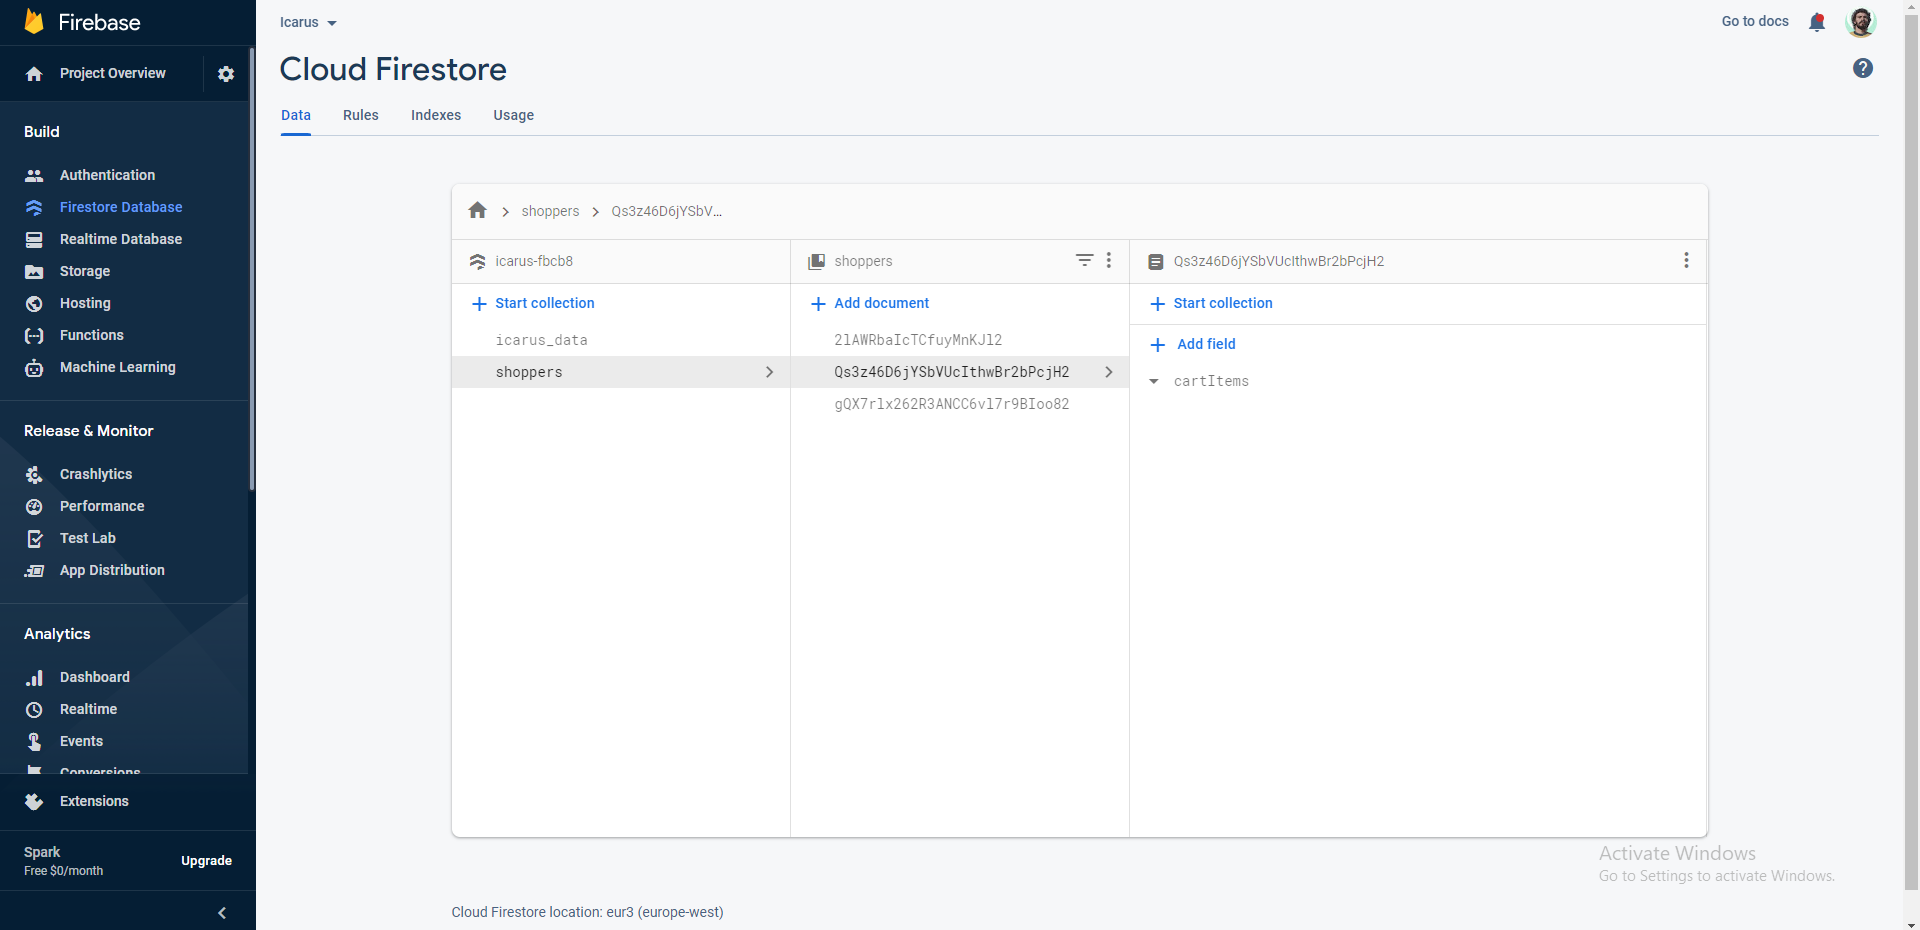 Firebase
Project Overview
Build
Authentication
Firestore Database
Realtime Database
Storage
Hosting
Functions
Machine Learning
Release & Monitor
Crashlytics
Performance
Test Lab
App Distribution
Analytics
Dashboard
Realtime
Events
Conversions
Extensions
Spark
Free $0/month
Upgrade
Icarus
Go to docs
Cloud Firestore
Data Rules Indexes Usage
shoppers Qs3z46D6jYSbV...
icarus-fbcb8
Start collection
icarus_data
shoppers
shoppers
Add document
2lAWRbaIcTCfuyMnKJl2
Qs3z46D6jYSbVUcIthwBr2bPcjH2
gQX7rlx262R3ANCC6vl7r9BIoo82
Qs3z46D6jYSbVUcIthwBr2bPcjH2
Start collection
Add field
cartItems
Activate Windows
Go to Settings to activate Windows.
Cloud Firestore location: eur3 (europe-west)